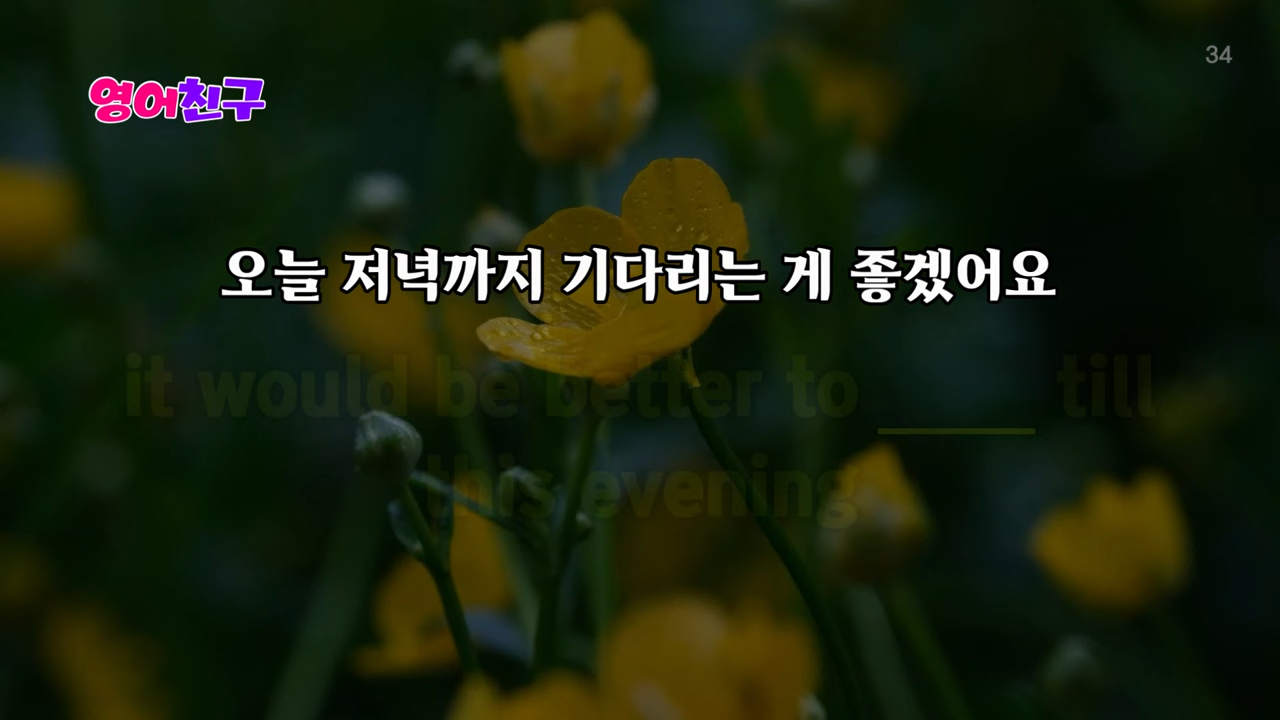 34
영어친구
오늘 저녁까지 기다리는 게 좋겠어요
it would be better to ______ till
this evening